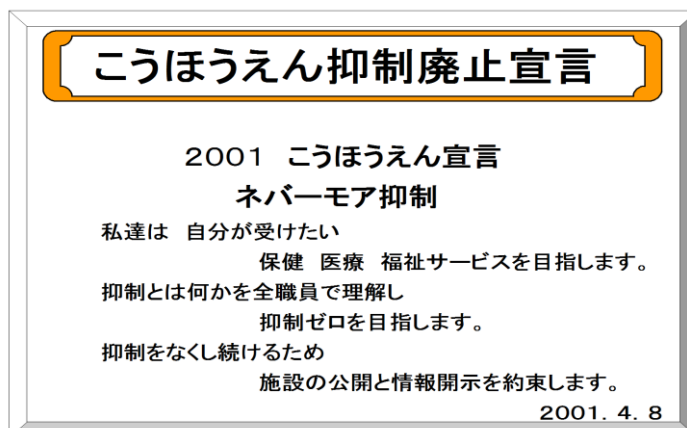 こうほうえん抑制廃止宣言
2001 こうほうえん宣言
ネバーモア抑制
私達は 自分が受けたい
保健 医療 福祉サービスを目指します。
抑制とは何かを全職員で理解し
抑制ゼロを目指します。
抑制をなくし続けるため
施設の公開と情報開示を約束します。
2001. 4. 8